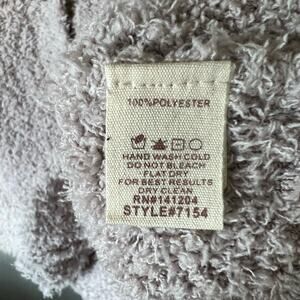 100%POLYESTER
HAND WASH COLD
DO NOT BLEACH
FLAT DRY
FOR BEST RESULTS
DRY CLEAN
RN#141204
STYLE#7154